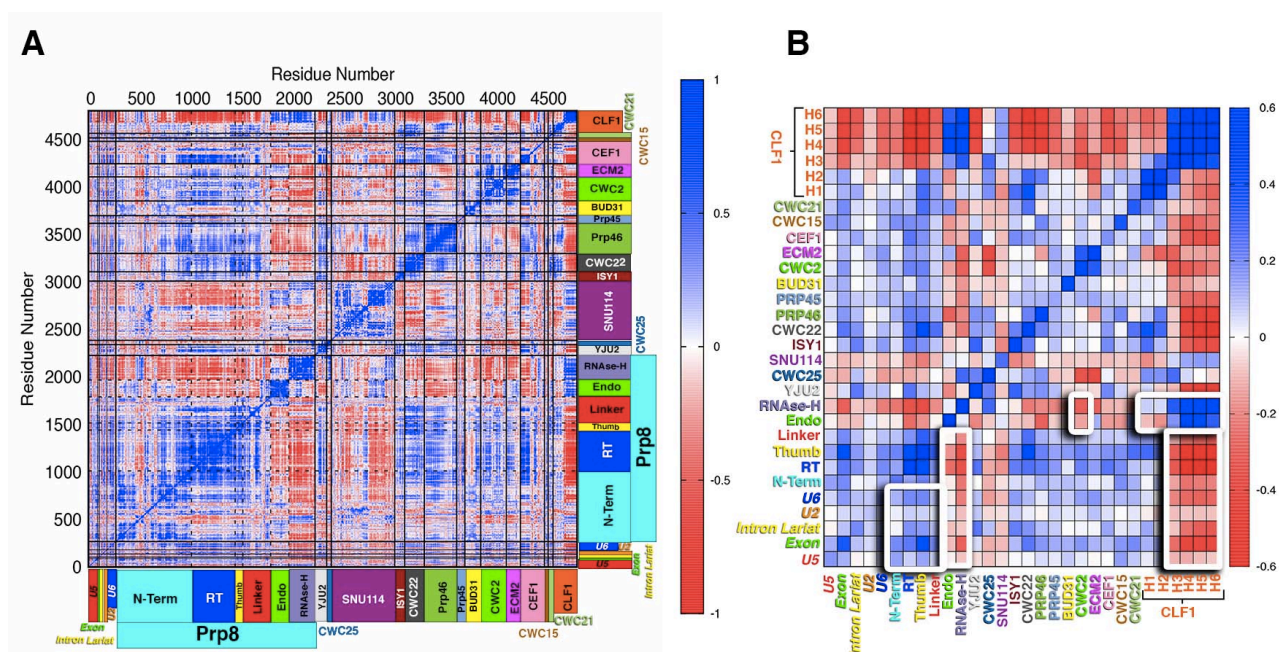 A
Residue Number
0 500 1000 1500 2000 2500 3000 3500 4000 4500
Residue Number
4500
4000
3500
3000
2500
2000
1500
1000
500
0
CLF1
CWC21
CWC15
CEF1
ECM2
CWC2
BUD31
Prp45
Prp46
CWC22
ISY1
SNU114
CWC25
YJU2
RNAse-H
Endo
Linker
Thumb
RT
N-Term
Prp8
U6
U2
U5
Exon
Intron Lariat
U5
U6
U2
Exon
Intron Lariat
N-Term
RT
Thumb
Linker
Endo
RNAse-H
YJU2
SNU114
ISY1
CWC22
Prp46
Prp45
BUD31
CWC2
ECM2
CEF1
CLF1
Prp8
CWC25
CWC15
CWC21
1
0.5
0
-0.5
-1
B
CLF1
H6
H5
H4
H3
H2
H1
CWC21
CWC15
CEF1
ECM2
CWC2
BUD31
PRP45
PRP46
CWC22
ISY1
SNU114
CWC25
YJU2
RNAse-H
Endo
Linker
Thumb
RT
N-Term
U6
U2
Intron Lariat
Exon
U5
U5
Exon
Intron Lariat
U2
U6
N-Term
RT
Thumb
Linker
Endo
RNAse-H
YJU2
CWC25
SNU114
ISY1
CWC22
PRP46
PRP45
BUD31
CWC2
ECM2
CEF1
CWC15
CWC21
H1
H2
H3
H4
H5
H6
CLF1
0.6
0.4
0.2
0
-0.2
-0.4
-0.6